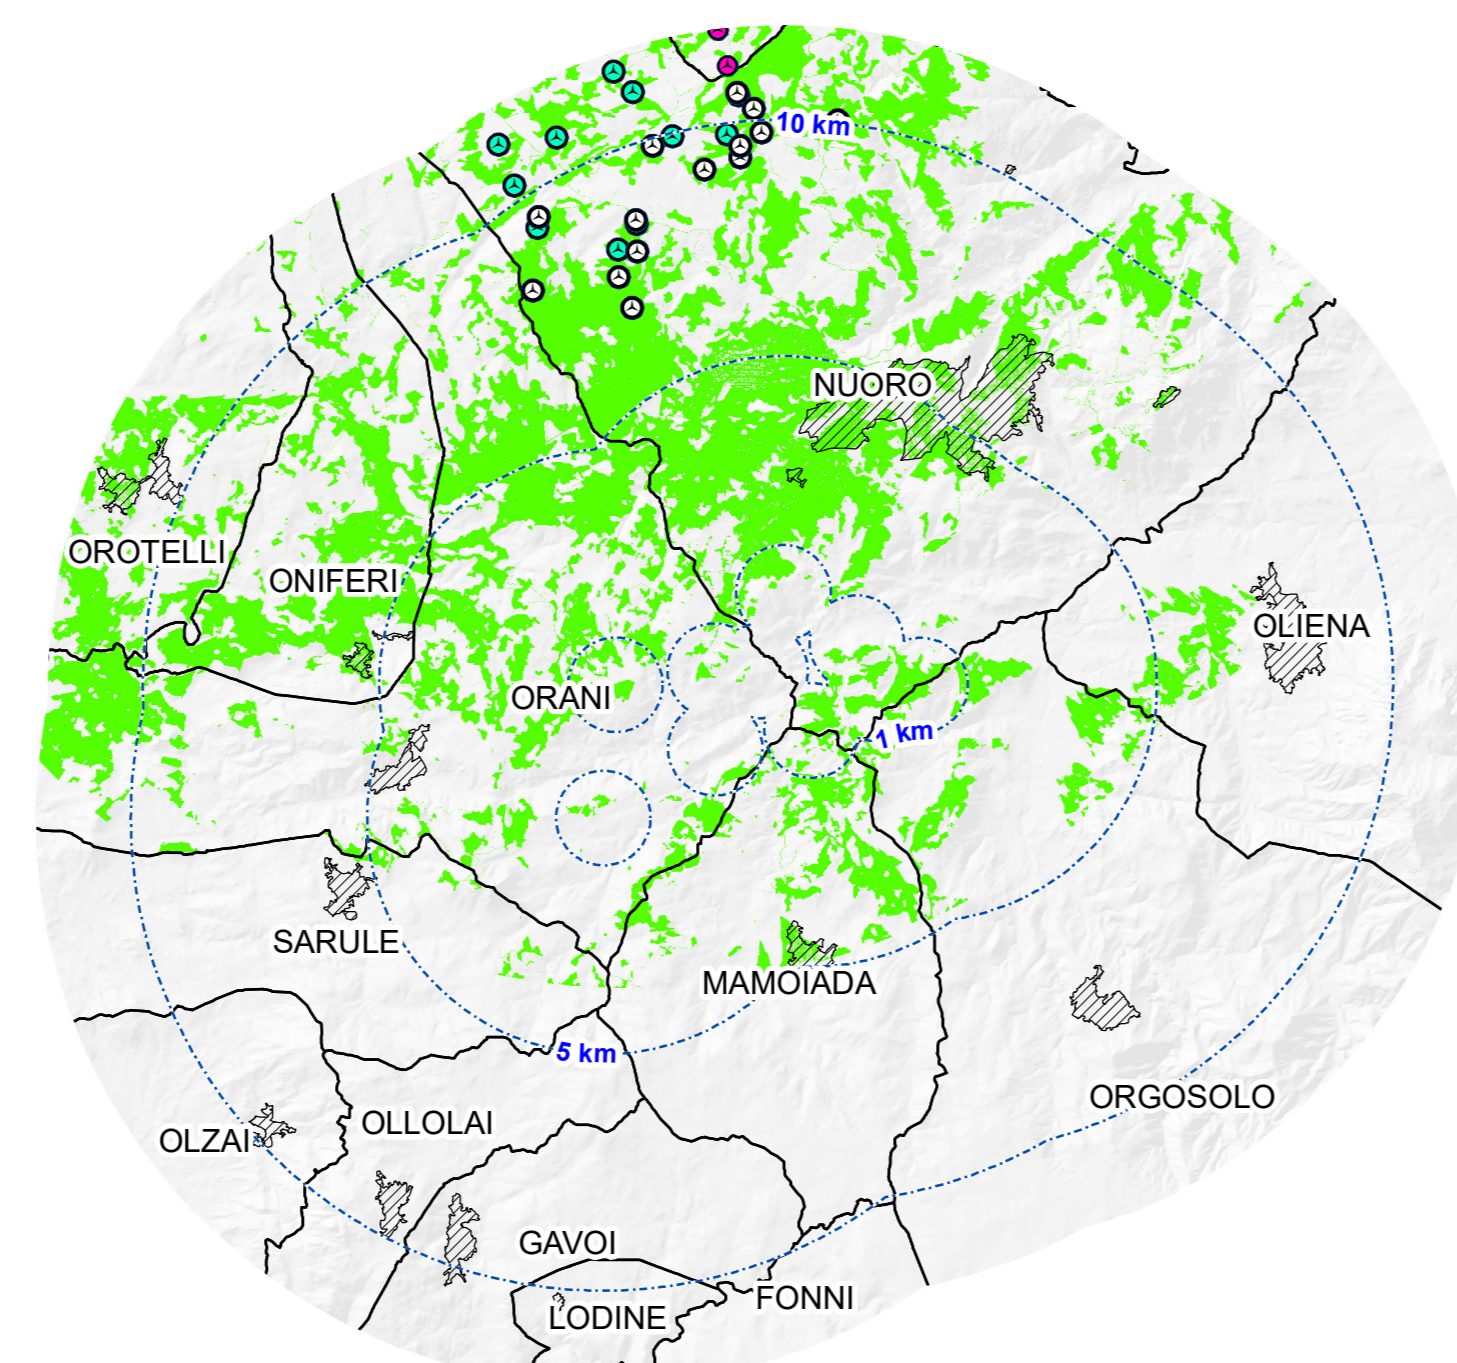 10 km
NUORO
OROTELLI
ONIFERI
OLIENA
ORANI
1 km
SARULE
MAMOIADA
5 km
ORGOSOLO
OLLOLAI
OLZAI
GAVOI
FONNI
LODINE